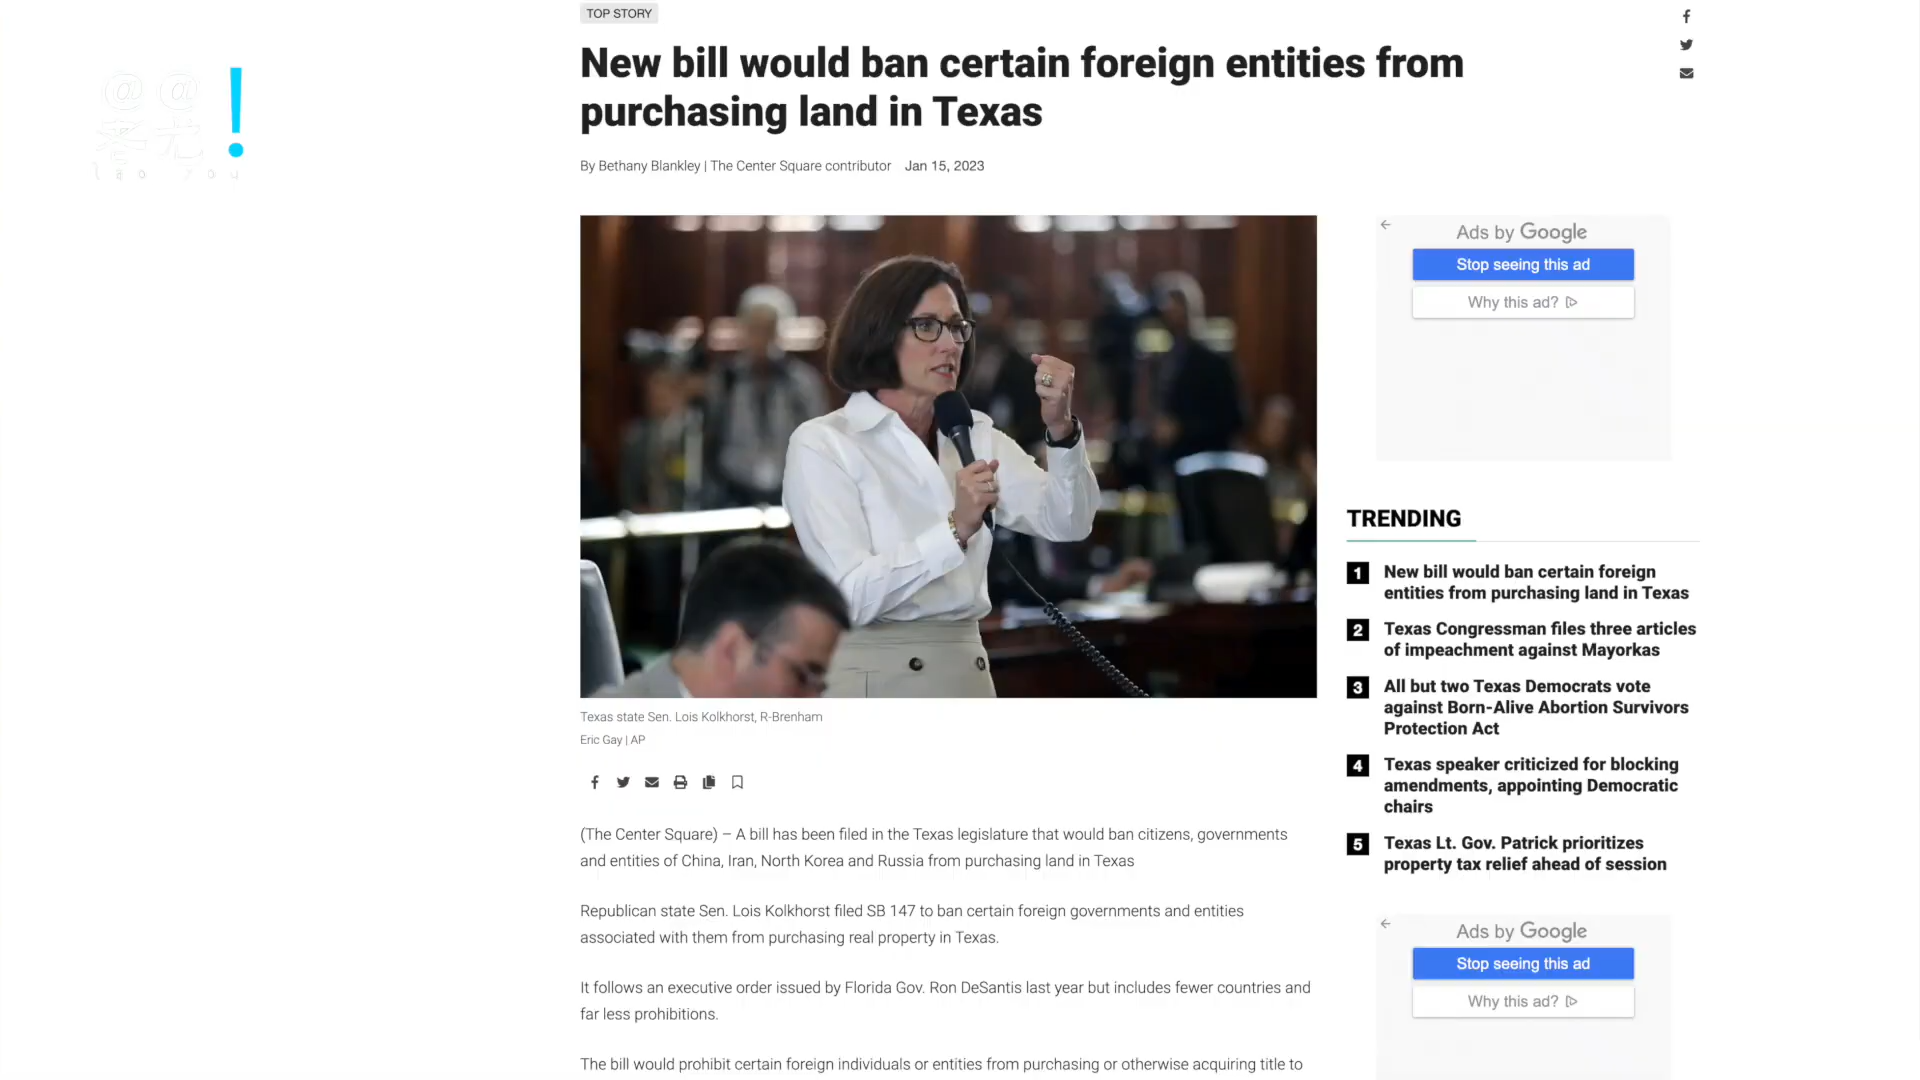 TOP STORY
New bill would ban certain foreign entities from
purchasing land in Texas
By Bethany Blankley | The Center Square contributor Jan 15, 2023
!
Ads by Google
Stop seeing this ad
Why this ad?
Texas state Sen. Lois Kolkhorst, R-Brenham
Eric Gay | AP
(The Center Square) – A bill has been filed in the Texas legislature that would ban citizens, governments
and entities of China, Iran, North Korea and Russia from purchasing land in Texas
Republican state Sen. Lois Kolkhorst filed SB 147 to ban certain foreign governments and entities
associated with them from purchasing real property in Texas.
It follows an executive order issued by Florida Gov. Ron DeSantis last year but includes fewer countries and
far less prohibitions.
The bill would prohibit certain foreign individuals or entities from purchasing or otherwise acquiring title to
TRENDING
1 New bill would ban certain foreign
entities from purchasing land in Texas
2 Texas Congressman files three articles
of impeachment against Mayorkas
3 All but two Texas Democrats vote
against Born-Alive Abortion Survivors
Protection Act
4 Texas speaker criticized for blocking
amendments, appointing Democratic
chairs
5 Texas Lt. Gov. Patrick prioritizes
property tax relief ahead of session
Ads by Google
Stop seeing this ad
Why this ad?